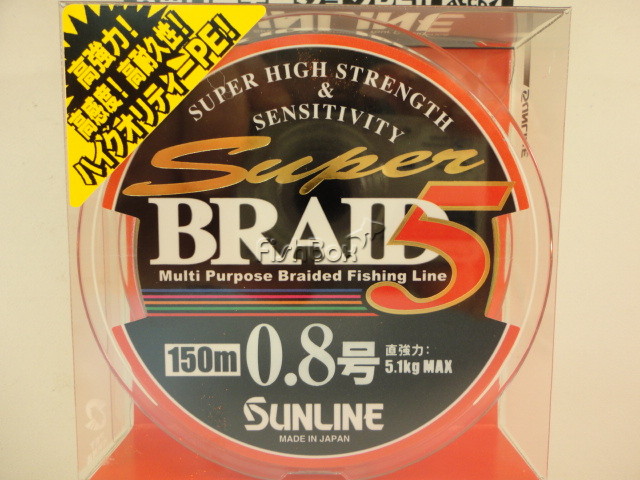 高強力!
高感度!高耐久性!
ハイクオリティーPE!
SUPER HIGH STRENGTH
&
SENSITIVITY
Super
BRAID 5
FishBox
Multi Purpose Braided Fishing Line
150m 0.8号 直強力:
5.1kg MAX
SUNLINE
MADE IN JAPAN